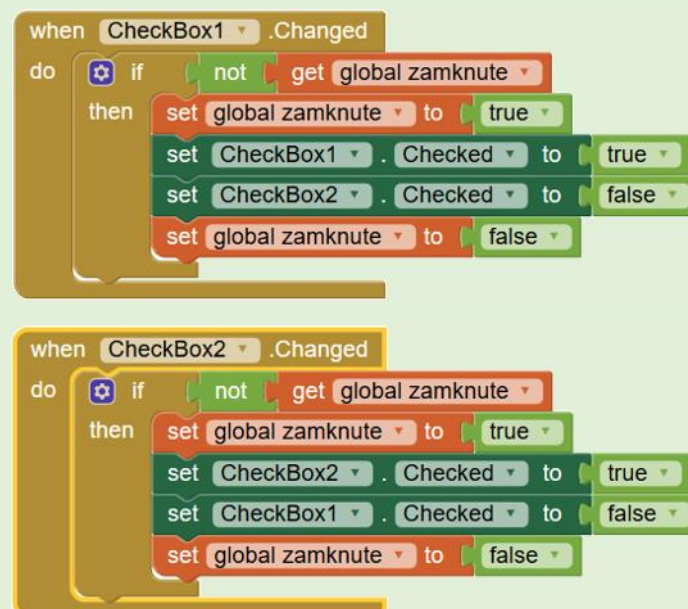 when CheckBox1 .Changed
do if not get global zamknute
then set global zamknute to true
set CheckBox1 . Checked to true
set CheckBox2 . Checked to false
set global zamknute to false
when CheckBox2 .Changed
do if not get global zamknute
then set global zamknute to true
set CheckBox2 . Checked to true
set CheckBox1 . Checked to false
set global zamknute to false